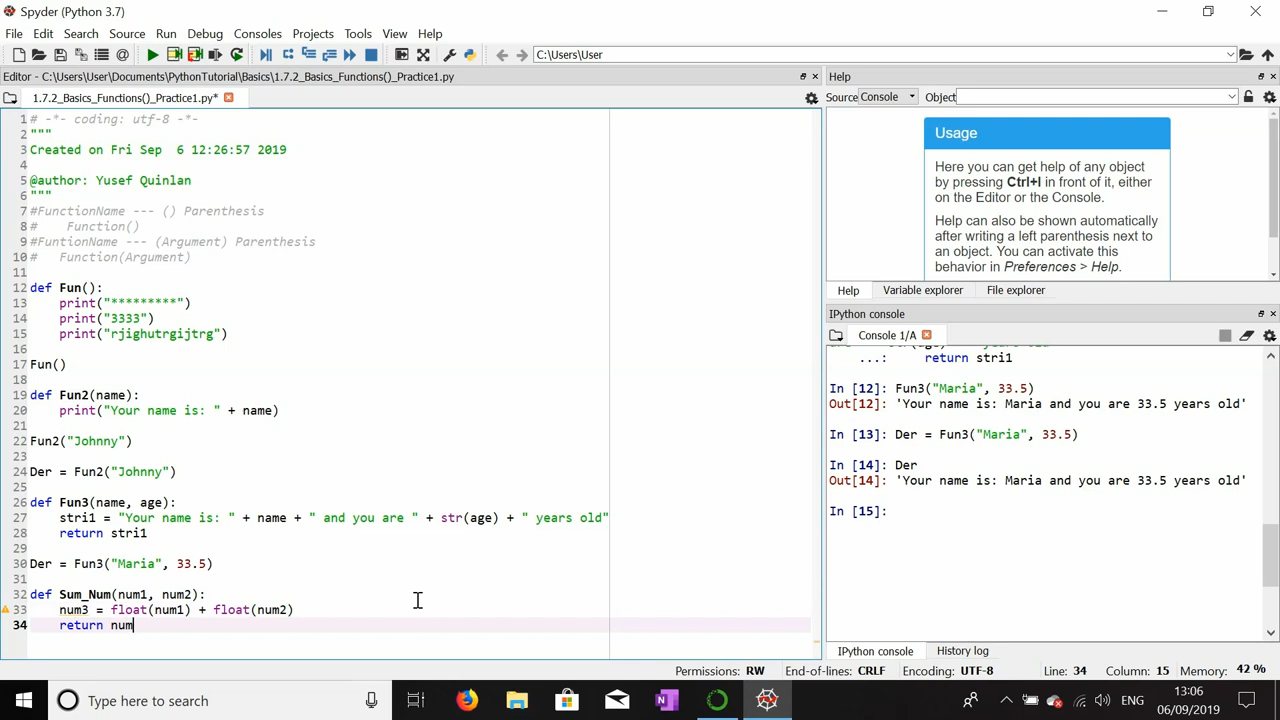 Spyder (Python 3.7)
File Edit Search Source Run Debug Consoles Projects Tools View Help
C:\Users\User
Editor - C:\Users\User\Documents\PythonTutorial\Basics\1.7.2_Basics_Functions()_Practice1.py
1.7.2_Basics_Functions()_Practice1.py*
1 # -*- coding: utf-8 -*-
2 """
3 Created on Fri Sep  6 12:26:57 2019
4
5 @author: Yusef Quinlan
6 """
7 #FunctionName --- () Parenthesis
8 #    Function()
9 #FuntionName --- (Argument) Parenthesis
10 #   Function(Argument)
11
12 def Fun():
13     print("*********")
14     print("3333")
15     print("rjighutrgijtrg")
16
17 Fun()
18
19 def Fun2(name):
20     print("Your name is: " + name)
21
22 Fun2("Johnny")
23
24 Der = Fun2("Johnny")
25
26 def Fun3(name, age):
27     stri1 = "Your name is: " + name + " and you are " + str(age) + " years old"
28     return stri1
29
30 Der = Fun3("Maria", 33.5)
31
32 def Sum_Num(num1, num2):
33     num3 = float(num1) + float(num2)
34     return num
Help
Source Console Object
Usage
Here you can get help of any object
by pressing Ctrl+I in front of it, either
on the Editor or the Console.
Help can also be shown automatically
after writing a left parenthesis next to
an object. You can activate this
behavior in Preferences > Help.
Help Variable explorer File explorer
IPython console
Console 1/A
...:     return stri1
In [12]: Fun3("Maria", 33.5)
Out[12]: 'Your name is: Maria and you are 33.5 years old'
In [13]: Der = Fun3("Maria", 33.5)
In [14]: Der
Out[14]: 'Your name is: Maria and you are 33.5 years old'
In [15]:
IPython console History log
Permissions: RW End-of-lines: CRLF Encoding: UTF-8 Line: 34 Column: 15 Memory: 42 %
Type here to search
ENG
13:06
06/09/2019